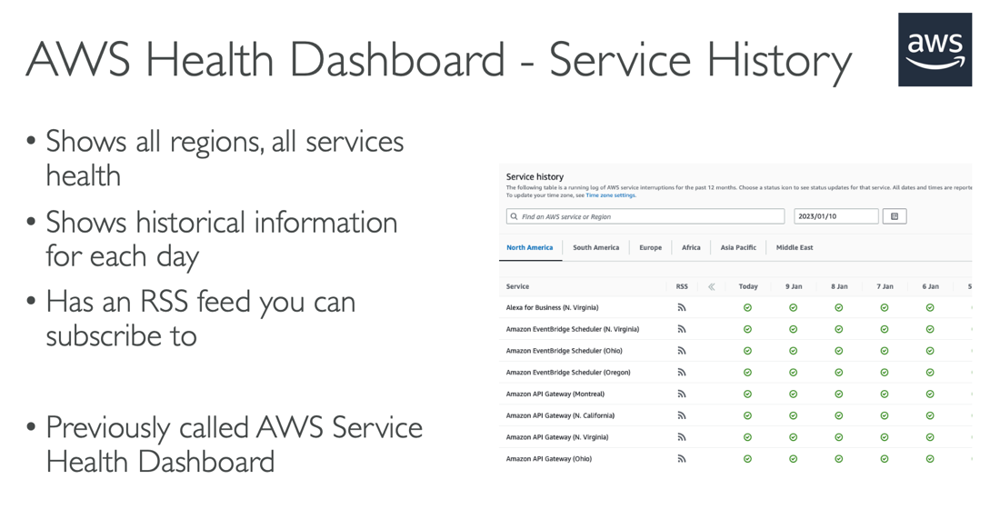 AWS Health Dashboard - Service History
aws
• Shows all regions, all services
health
• Shows historical information
for each day
• Has an RSS feed you can
subscribe to
• Previously called AWS Service
Health Dashboard
Service history
The following table is a running log of AWS service interruptions for the past 12 months. Choose a status icon to see status updates for that service. All dates and times are reporte
To update your time zone, see Time zone settings.
Find an AWS service or Region
2023/01/10
North America South America Europe Africa Asia Pacific Middle East
Service RSS Today 9 Jan 8 Jan 7 Jan 6 Jan 5
Alexa for Business (N. Virginia)
Amazon EventBridge Scheduler (N. Virginia)
Amazon EventBridge Scheduler (Ohio)
Amazon EventBridge Scheduler (Oregon)
Amazon API Gateway (Montreal)
Amazon API Gateway (N. California)
Amazon API Gateway (N. Virginia)
Amazon API Gateway (Ohio)